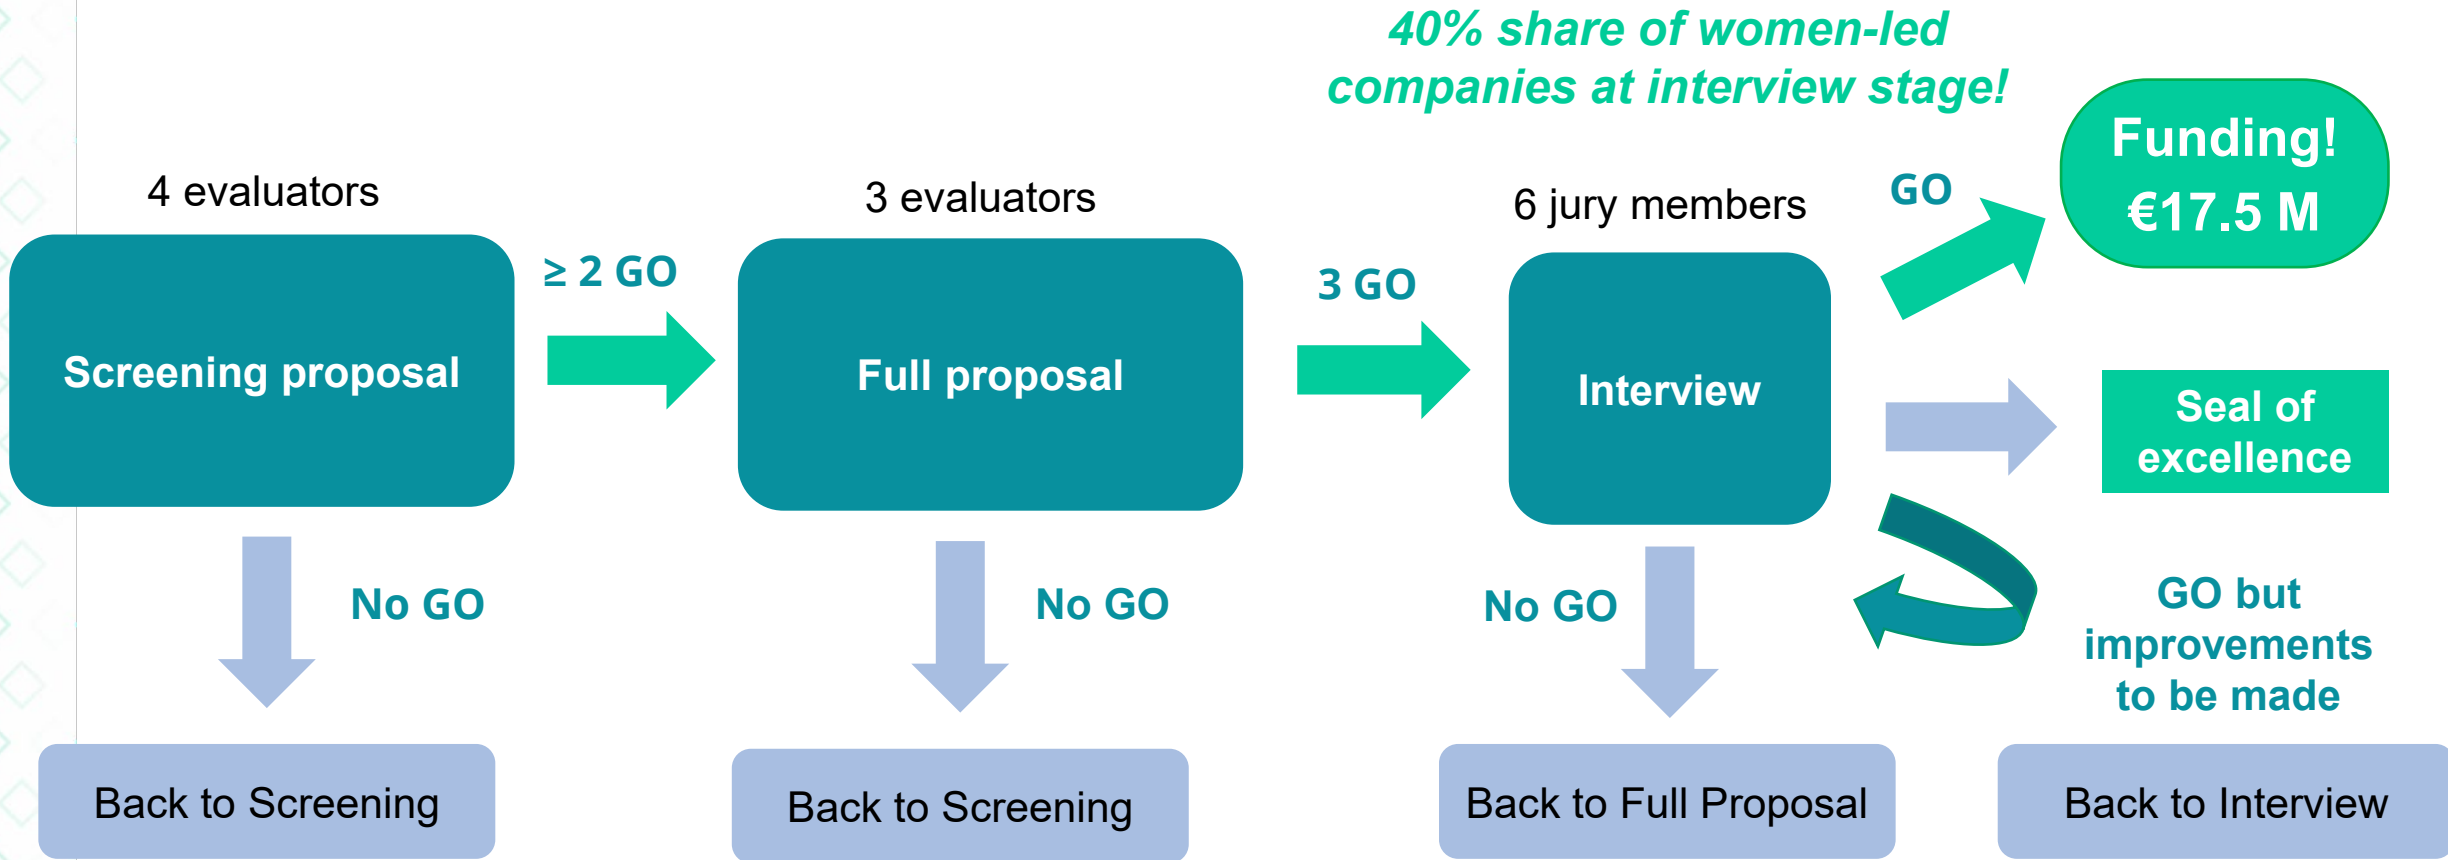 40% share of women-led
companies at interview stage!
4 evaluators
Screening proposal
≥ 2 GO
3 evaluators
Full proposal
3 GO
6 jury members
Interview
GO
Funding!
€17.5 M
Seal of
excellence
No GO
No GO
No GO
GO but
improvements
to be made
Back to Screening
Back to Screening
Back to Full Proposal
Back to Interview